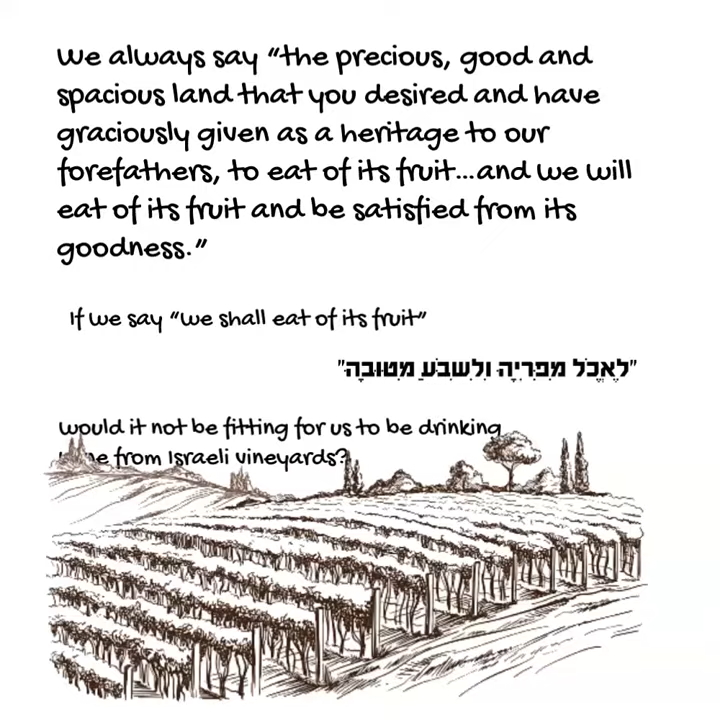 We always say “the precious, good and
spacious land that you desired and have
graciously given as a heritage to our
forefathers, to eat of its fruit...and we will
eat of its fruit and be satisfied from its
goodness.”
If we say “we shall eat of its fruit”
"לֶאֱכֹל מִפִּרְיָהּ וְלִשְׂבֹּעַ מִטּוּבָהּ"
would it not be fitting for us to be drinking
from Israeli vineyards?